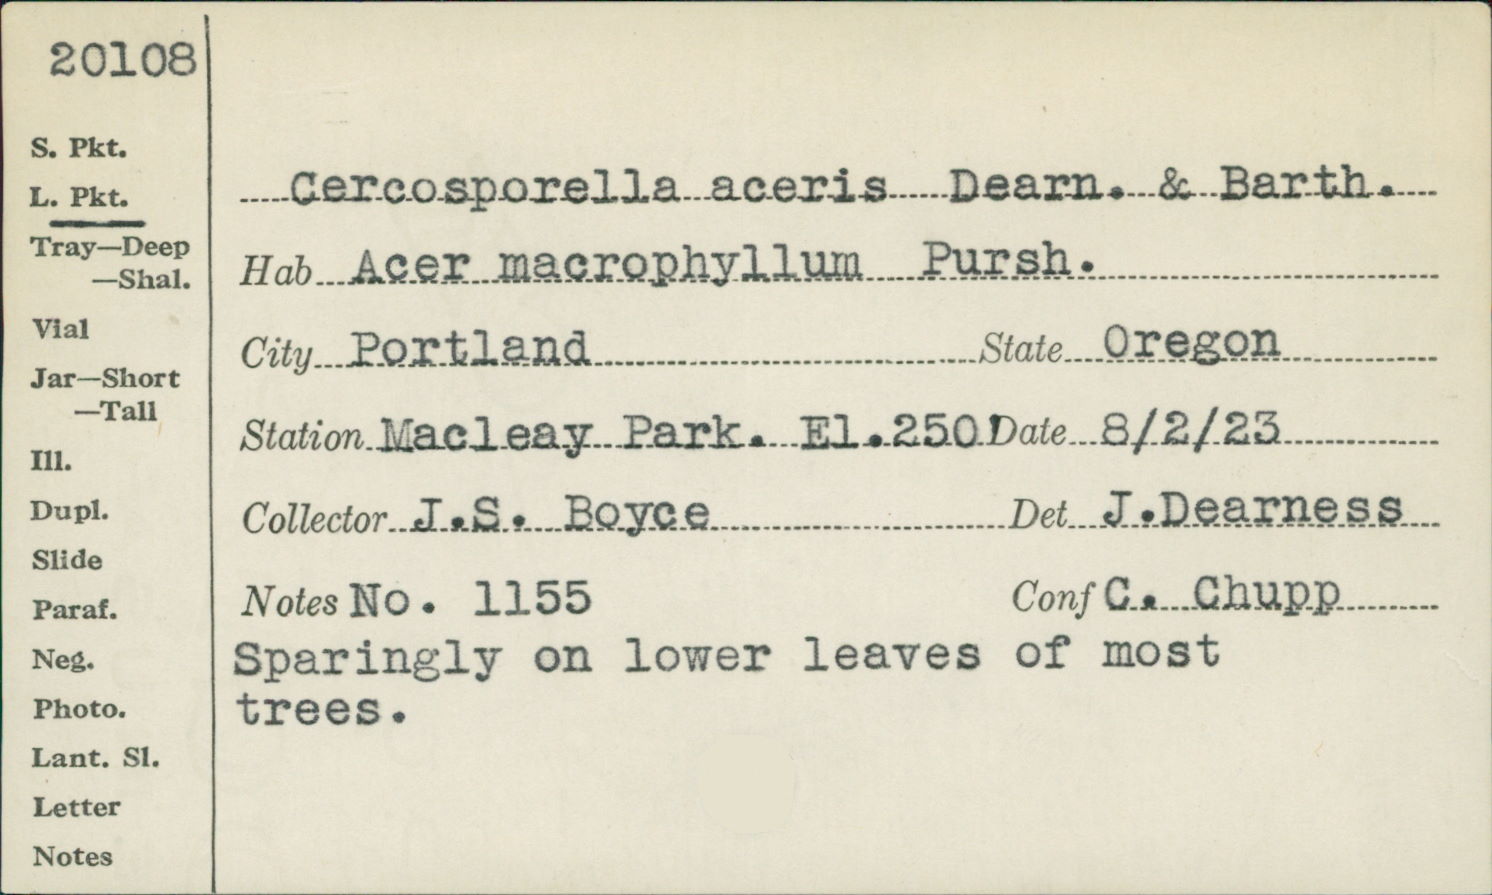 20108
S. Pkt.
L. Pkt.
Tray—Deep
—Shal.
Vial
Jar—Short
—Tall
Ill.
Dupl.
Slide
Paraf.
Neg.
Photo.
Lant. Sl.
Letter
Notes
Cercosporella aceris Dearn. & Barth.
Hab Acer macrophyllum Pursh.
City Portland State Oregon
Station Macleay Park. El.250' Date 8/2/23
Collector J.S. Boyce Det J.Dearness
Notes No. 1155 Conf C. Chupp
Sparingly on lower leaves of most
trees.